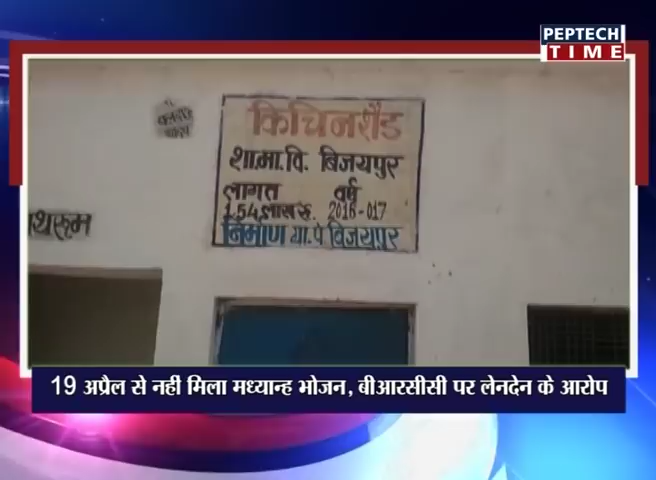 PEPTECH
TIME
किचिनशैड
शा.मा.वि. बिजयपुर
लागत वर्ष
1.54 लाख रू. 2016-017
निर्माण ग्रा.पं बिजयपुर
थरूम
19 अप्रैल से नहीं मिला मध्यान्ह भोजन, बीआरसीसी पर लेनदेन के आरोप